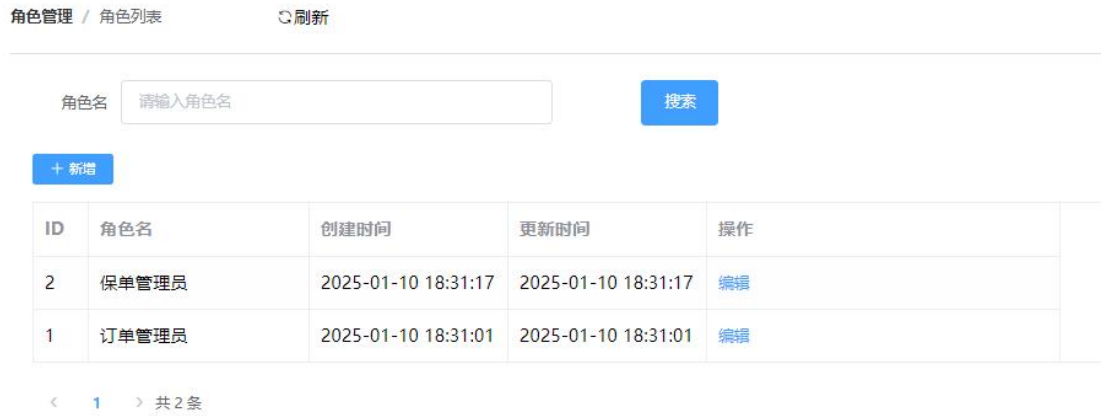 角色管理 / 角色列表 刷新
角色名 请输入角色名 搜索
+ 新增
ID 角色名 创建时间 更新时间 操作
2 保单管理员 2025-01-10 18:31:17 2025-01-10 18:31:17 编辑
1 订单管理员 2025-01-10 18:31:01 2025-01-10 18:31:01 编辑
< 1 > 共 2 条